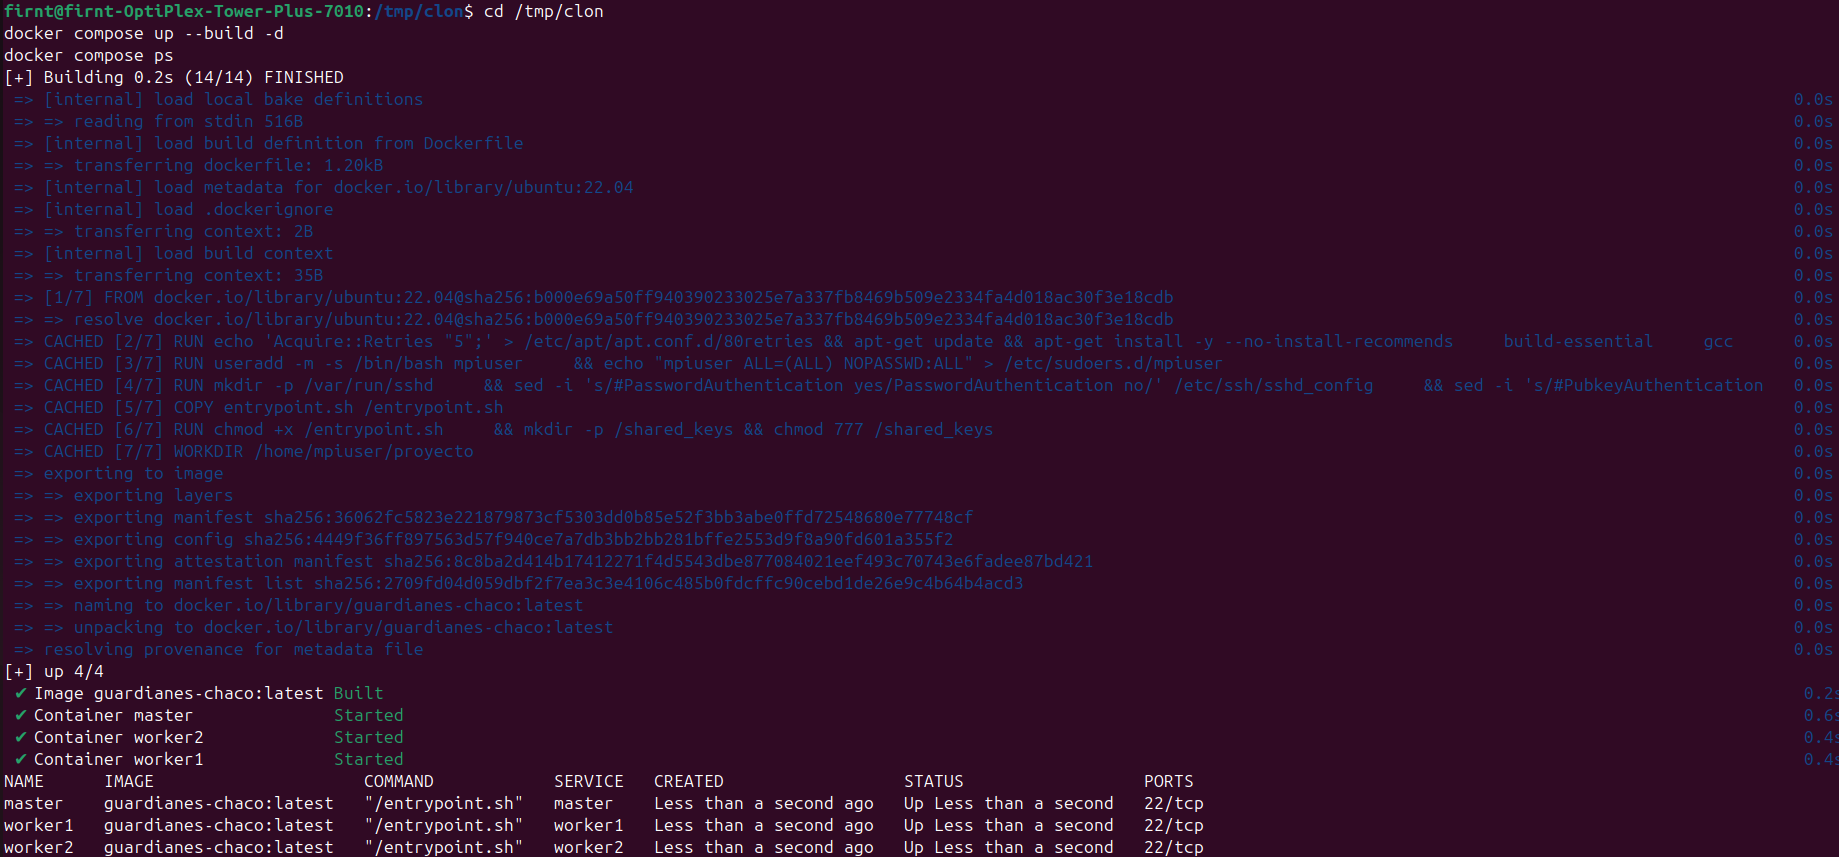 firnt@firnt-OptiPlex-Tower-Plus-7010:/tmp/clon$ cd /tmp/clon
docker compose up --build -d
docker compose ps
[+] Building 0.2s (14/14) FINISHED
=> [internal] load local bake definitions 0.0s
=> => reading from stdin 516B 0.0s
=> [internal] load build definition from Dockerfile 0.0s
=> => transferring dockerfile: 1.20kB 0.0s
=> [internal] load metadata for docker.io/library/ubuntu:22.04 0.0s
=> [internal] load .dockerignore 0.0s
=> => transferring context: 2B 0.0s
=> [internal] load build context 0.0s
=> => transferring context: 35B 0.0s
=> [1/7] FROM docker.io/library/ubuntu:22.04@sha256:b000e69a50ff940390233025e7a337fb8469b509e2334fa4d018ac30f3e18cdb 0.0s
=> => resolve docker.io/library/ubuntu:22.04@sha256:b000e69a50ff940390233025e7a337fb8469b509e2334fa4d018ac30f3e18cdb 0.0s
=> CACHED [2/7] RUN echo 'Acquire::Retries "5";' > /etc/apt/apt.conf.d/80retries && apt-get update && apt-get install -y --no-install-recommends build-essential gcc 0.0s
=> CACHED [3/7] RUN useradd -m -s /bin/bash mpiuser && echo "mpiuser ALL=(ALL) NOPASSWD:ALL" > /etc/sudoers.d/mpiuser 0.0s
=> CACHED [4/7] RUN mkdir -p /var/run/sshd && sed -i 's/#PasswordAuthentication yes/PasswordAuthentication no/' /etc/ssh/sshd_config && sed -i 's/#PubkeyAuthentication 0.0s
=> CACHED [5/7] COPY entrypoint.sh /entrypoint.sh 0.0s
=> CACHED [6/7] RUN chmod +x /entrypoint.sh && mkdir -p /shared_keys && chmod 777 /shared_keys 0.0s
=> CACHED [7/7] WORKDIR /home/mpiuser/proyecto 0.0s
=> exporting to image 0.0s
=> => exporting layers 0.0s
=> => exporting manifest sha256:36062fc5823e221879873cf5303dd0b85e52f3bb3abe0ffd72548680e77748cf 0.0s
=> => exporting config sha256:4449f36ff897563d57f940ce7a7db3bb2bb281bffe2553d9f8a90fd601a355f2 0.0s
=> => exporting attestation manifest sha256:8c8ba2d414b17412271f4d5543dbe877084021eef493c70743e6fadee87bd421 0.0s
=> => exporting manifest list sha256:2709fd04d059dbf2f7ea3c3e4106c485b0fdcffc90cebd1de26e9c4b64b4acd3 0.0s
=> => naming to docker.io/library/guardianes-chaco:latest 0.0s
=> => unpacking to docker.io/library/guardianes-chaco:latest 0.0s
=> resolving provenance for metadata file 0.0s
[+] up 4/4
✔ Image guardianes-chaco:latest Built 0.2s
✔ Container master Started 0.6s
✔ Container worker2 Started 0.4s
✔ Container worker1 Started 0.4s
NAME IMAGE COMMAND SERVICE CREATED STATUS PORTS
master guardianes-chaco:latest "/entrypoint.sh" master Less than a second ago Up Less than a second 22/tcp
worker1 guardianes-chaco:latest "/entrypoint.sh" worker1 Less than a second ago Up Less than a second 22/tcp
worker2 guardianes-chaco:latest "/entrypoint.sh" worker2 Less than a second ago Up Less than a second 22/tcp